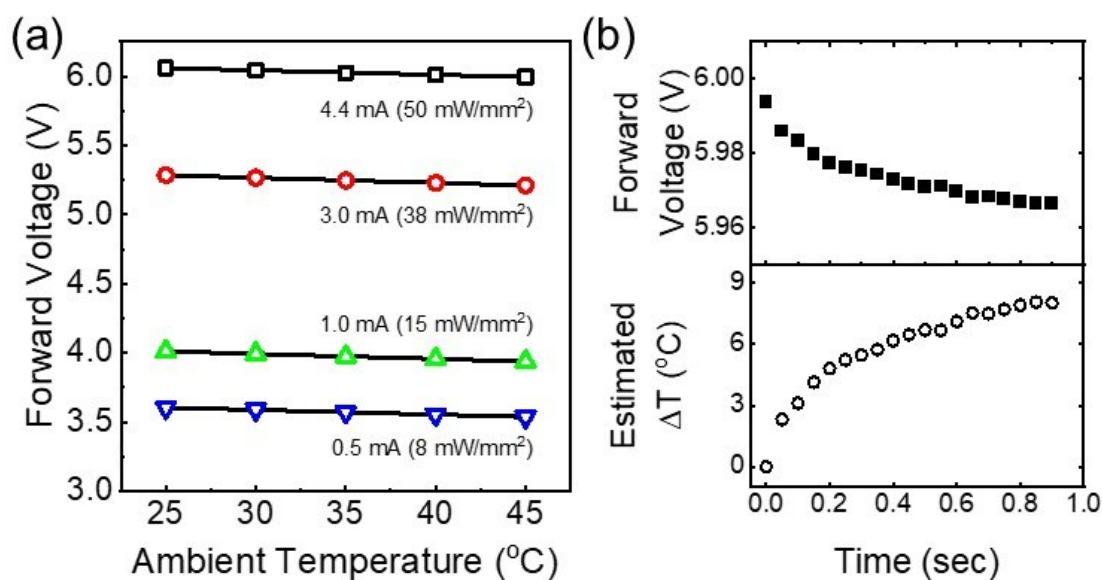 (a)
Forward Voltage (V)
6.0
5.5
5.0
4.5
4.0
3.5
3.0
4.4 mA (50 mW/mm²)
3.0 mA (38 mW/mm²)
1.0 mA (15 mW/mm²)
0.5 mA (8 mW/mm²)
25 30 35 40 45
Ambient Temperature (°C)
(b)
Forward
Voltage (V)
6.00
5.98
5.96
Estimated
ΔT (°C)
9
6
3
0
0.0 0.2 0.4 0.6 0.8 1.0
Time (sec)